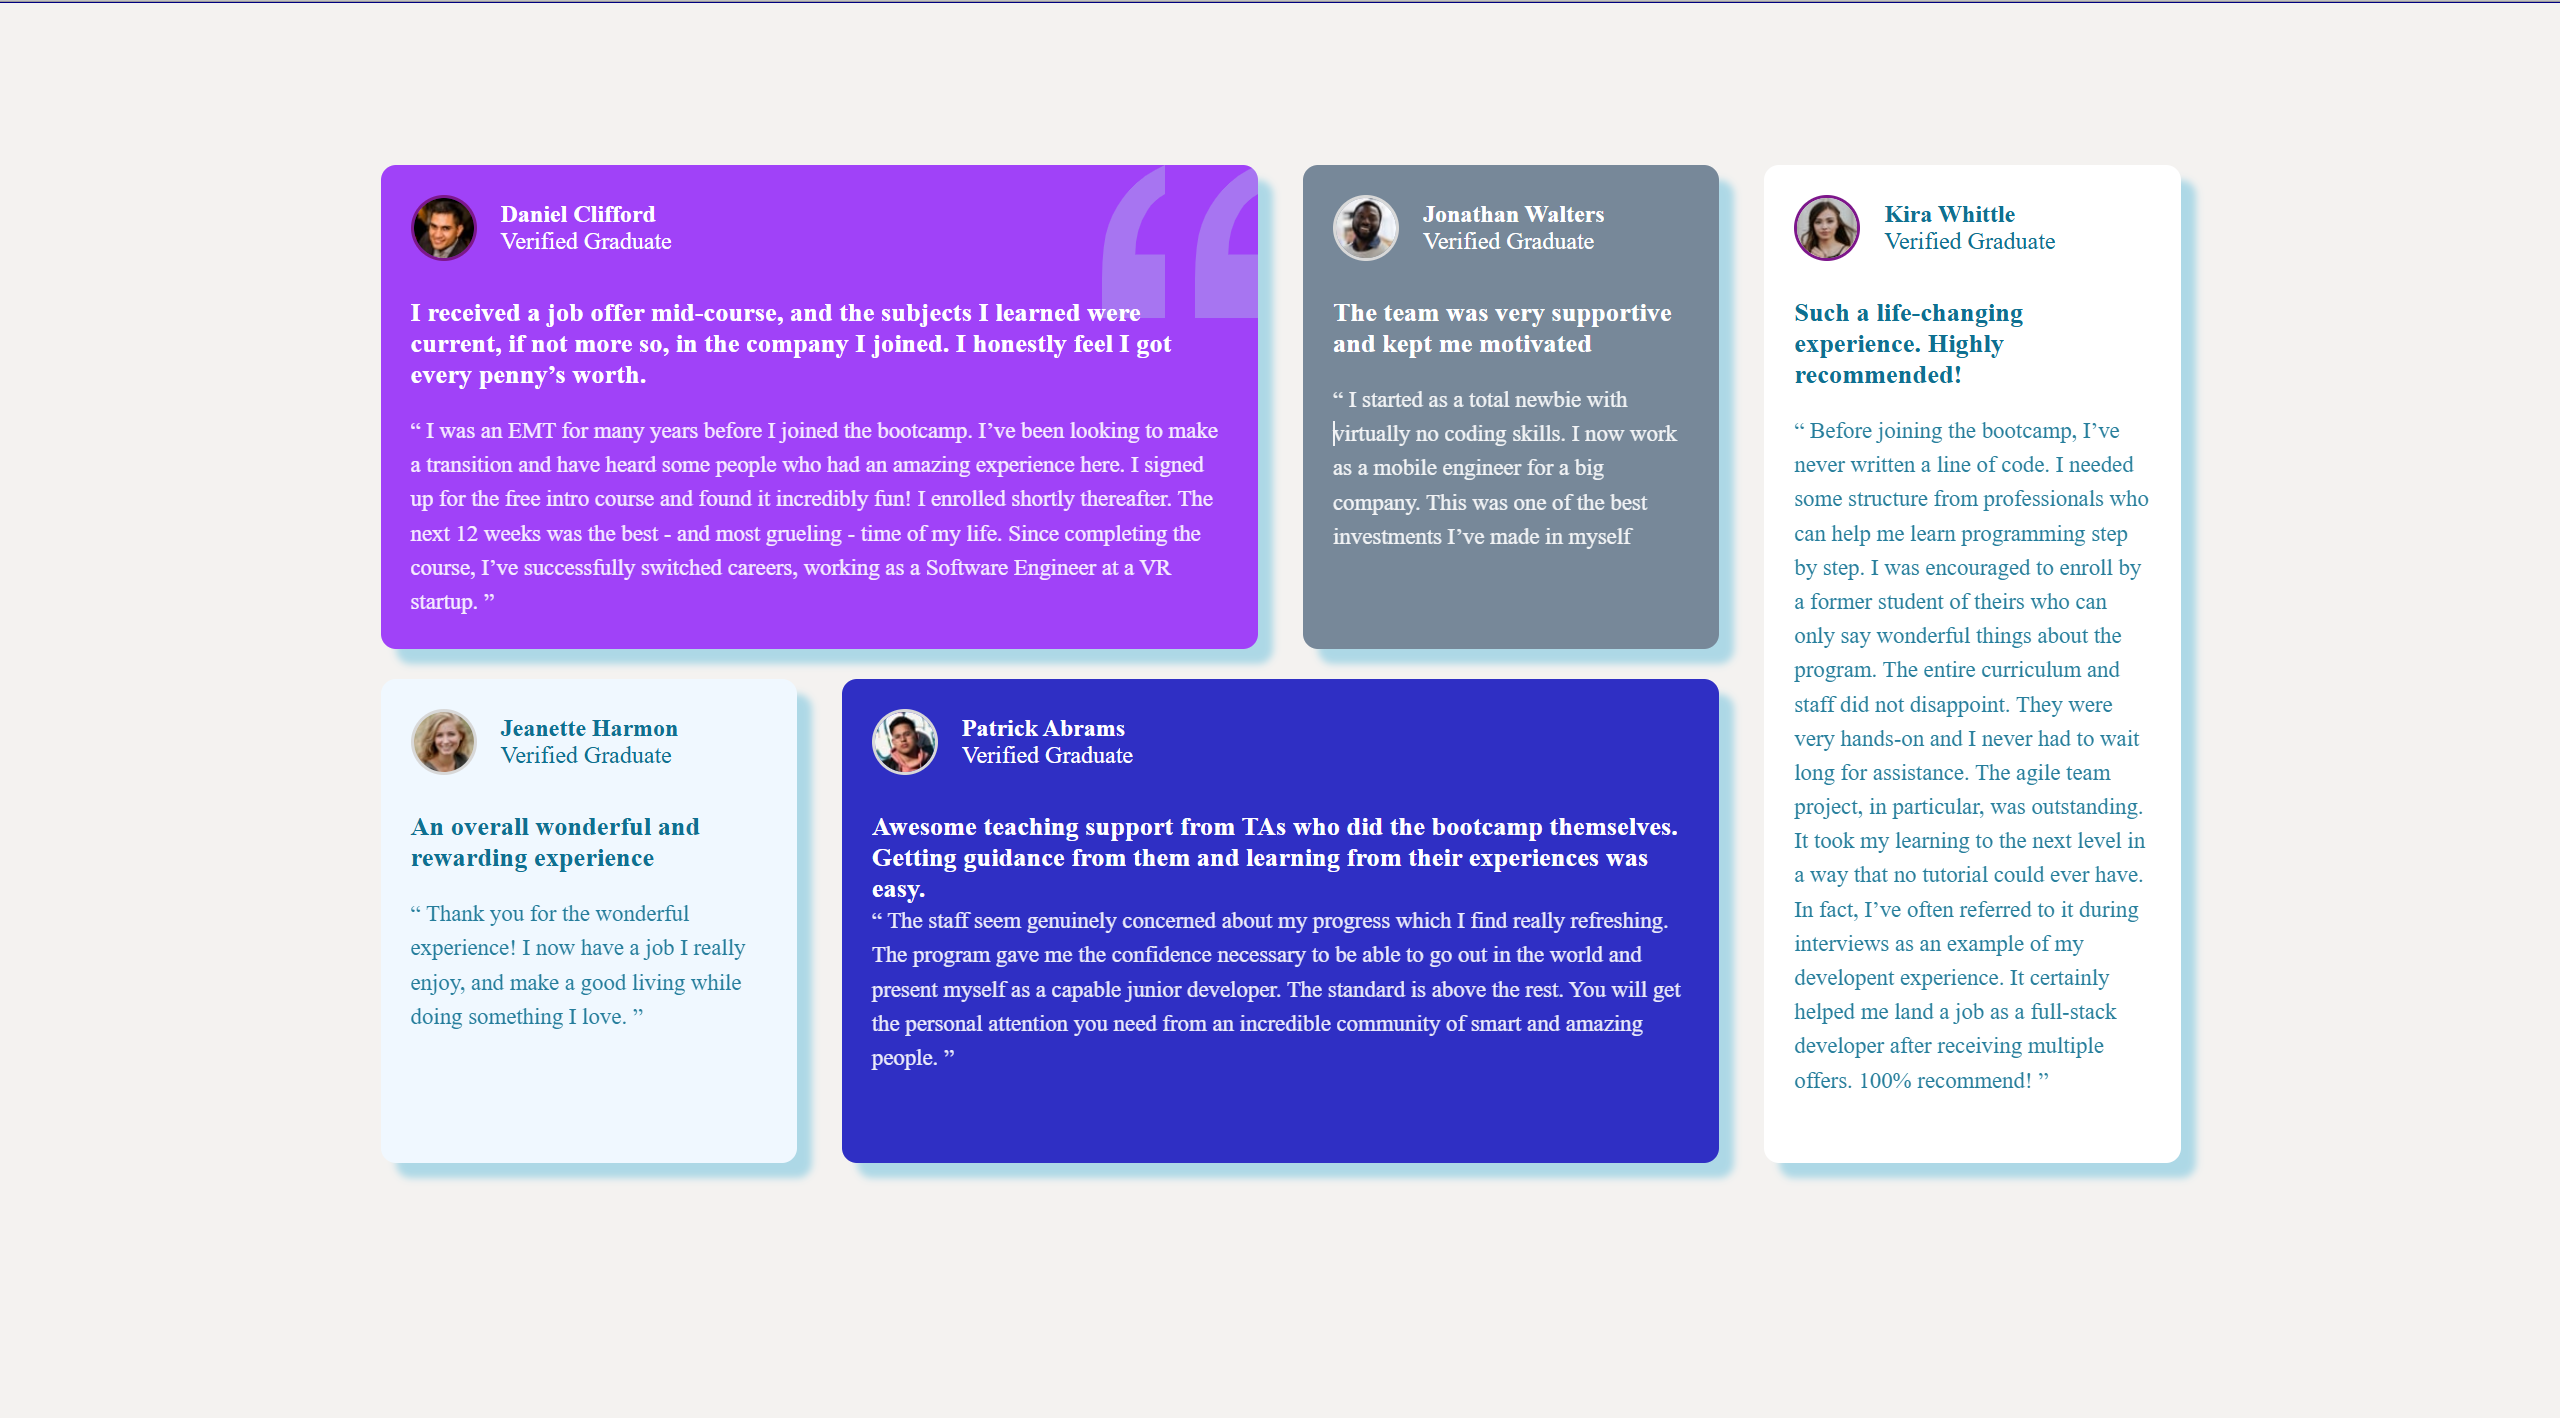 Daniel Clifford
Verified Graduate
I received a job offer mid-course, and the subjects I learned were
current, if not more so, in the company I joined. I honestly feel I got
every penny’s worth.
“ I was an EMT for many years before I joined the bootcamp. I’ve been looking to make
a transition and have heard some people who had an amazing experience here. I signed
up for the free intro course and found it incredibly fun! I enrolled shortly thereafter. The
next 12 weeks was the best - and most grueling - time of my life. Since completing the
course, I’ve successfully switched careers, working as a Software Engineer at a VR
startup. ”
Jonathan Walters
Verified Graduate
The team was very supportive
and kept me motivated
“ I started as a total newbie with
virtually no coding skills. I now work
as a mobile engineer for a big
company. This was one of the best
investments I’ve made in myself
Kira Whittle
Verified Graduate
Such a life-changing
experience. Highly
recommended!
“ Before joining the bootcamp, I’ve
never written a line of code. I needed
some structure from professionals who
can help me learn programming step
by step. I was encouraged to enroll by
a former student of theirs who can
only say wonderful things about the
program. The entire curriculum and
staff did not disappoint. They were
very hands-on and I never had to wait
long for assistance. The agile team
project, in particular, was outstanding.
It took my learning to the next level in
a way that no tutorial could ever have.
In fact, I’ve often referred to it during
interviews as an example of my
developent experience. It certainly
helped me land a job as a full-stack
developer after receiving multiple
offers. 100% recommend! ”
Jeanette Harmon
Verified Graduate
An overall wonderful and
rewarding experience
“ Thank you for the wonderful
experience! I now have a job I really
enjoy, and make a good living while
doing something I love. ”
Patrick Abrams
Verified Graduate
Awesome teaching support from TAs who did the bootcamp themselves.
Getting guidance from them and learning from their experiences was
easy.
“ The staff seem genuinely concerned about my progress which I find really refreshing.
The program gave me the confidence necessary to be able to go out in the world and
present myself as a capable junior developer. The standard is above the rest. You will get
the personal attention you need from an incredible community of smart and amazing
people. ”